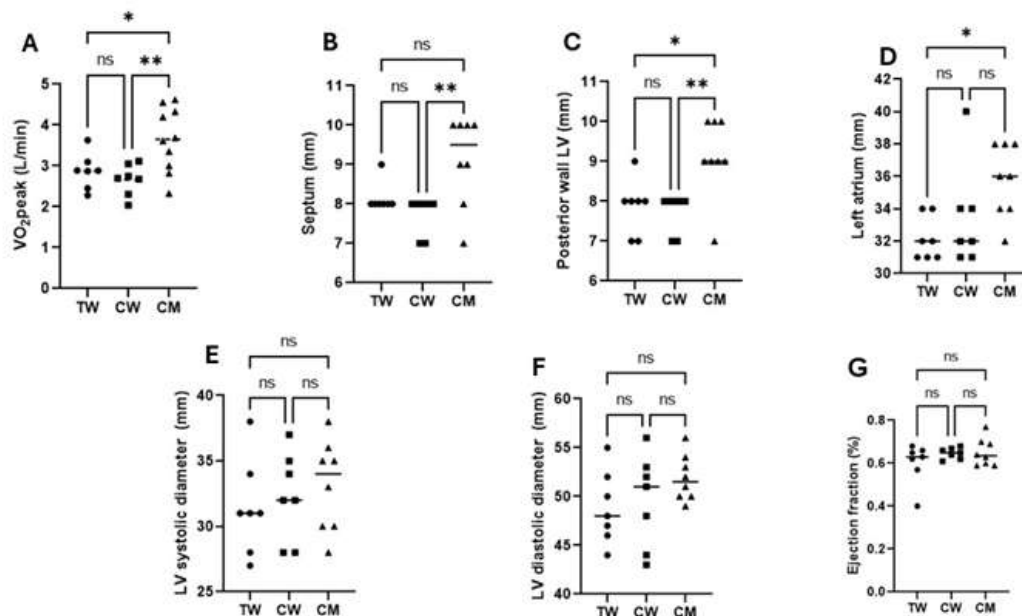 A
*
ns
**
VO₂peak (L/min)
5
4
3
2
1
0
TW CW CM
B
ns
ns
**
Septum (mm)
11
10
9
8
7
6
TW CW CM
C
*
ns
**
Posterior wall LV (mm)
11
10
9
8
7
6
TW CW CM
D
*
ns
ns
Left atrium (mm)
42
40
38
36
34
32
30
TW CW CM
E
ns
ns
ns
LV systolic diameter (mm)
40
35
30
25
TW CW CM
F
ns
ns
ns
LV diastolic diameter (mm)
60
55
50
45
40
TW CW CM
G
ns
ns
ns
Ejection fraction (%)
0.8
0.6
0.4
0.2
0.0
TW CW CM